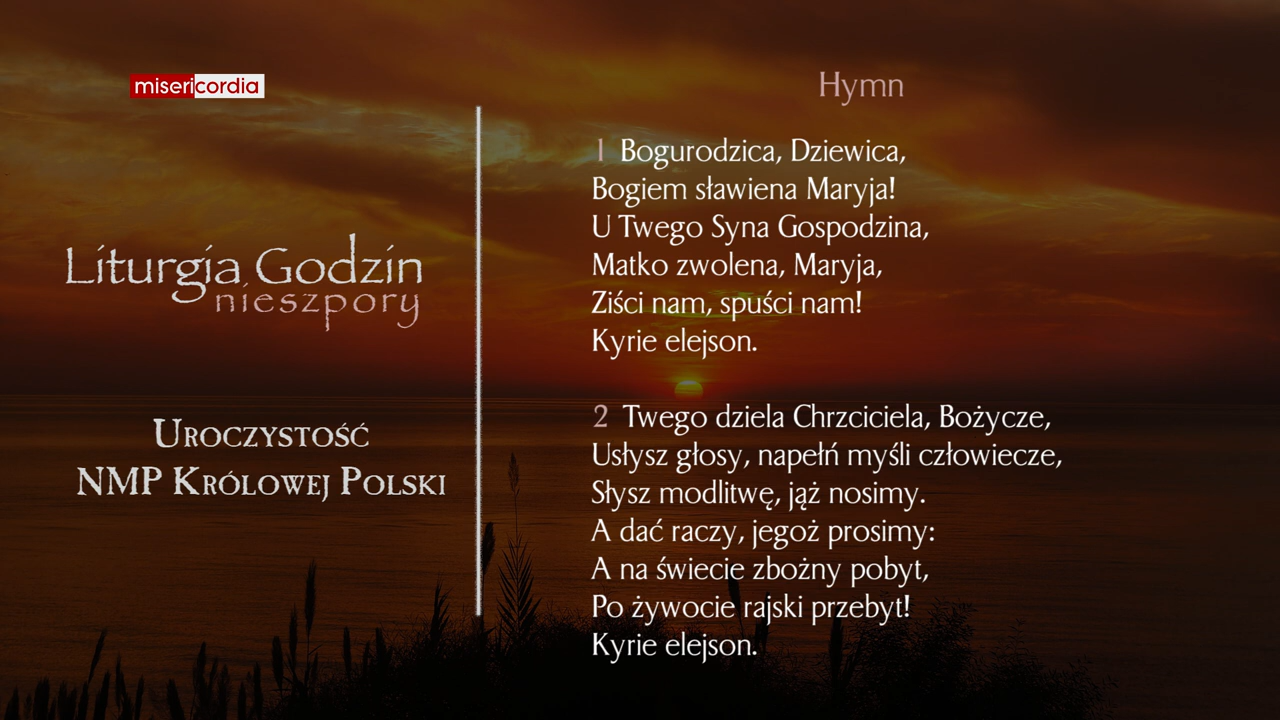 misericordia
Liturgia Godzin
nieszpory
Uroczystość
NMP Królowej Polski
Hymn
1 Bogurodzica, Dziewica,
Bogiem sławiena Maryja!
U Twego Syna Gospodzina,
Matko zwolena, Maryja,
Ziści nam, spuści nam!
Kyrie elejson.
2 Twego dziela Chrzciciela, Bożycze,
Usłysz głosy, napełń myśli człowiecze,
Słysz modlitwę, jąż nosimy.
A dać raczy, jegoż prosimy:
A na świecie zbożny pobyt,
Po żywocie rajski przebyt!
Kyrie elejson.